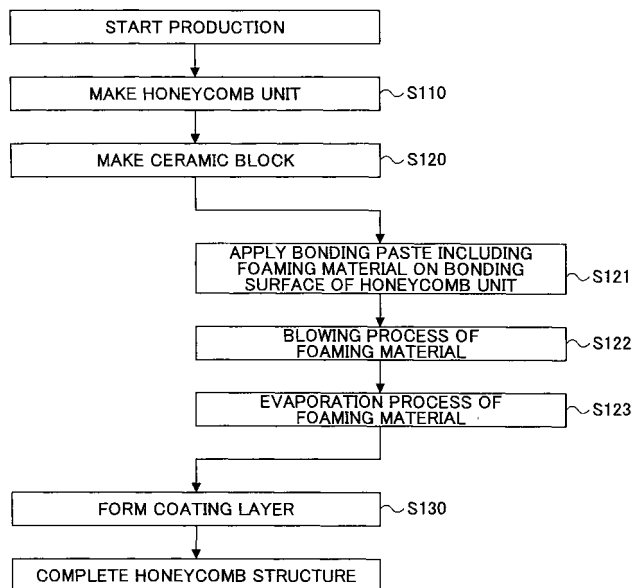 START PRODUCTION
MAKE HONEYCOMB UNIT
S110
MAKE CERAMIC BLOCK
S120
APPLY BONDING PASTE INCLUDING
FOAMING MATERIAL ON BONDING
SURFACE OF HONEYCOMB UNIT
S121
BLOWING PROCESS OF
FOAMING MATERIAL
S122
EVAPORATION PROCESS OF
FOAMING MATERIAL
S123
FORM COATING LAYER
S130
COMPLETE HONEYCOMB STRUCTURE